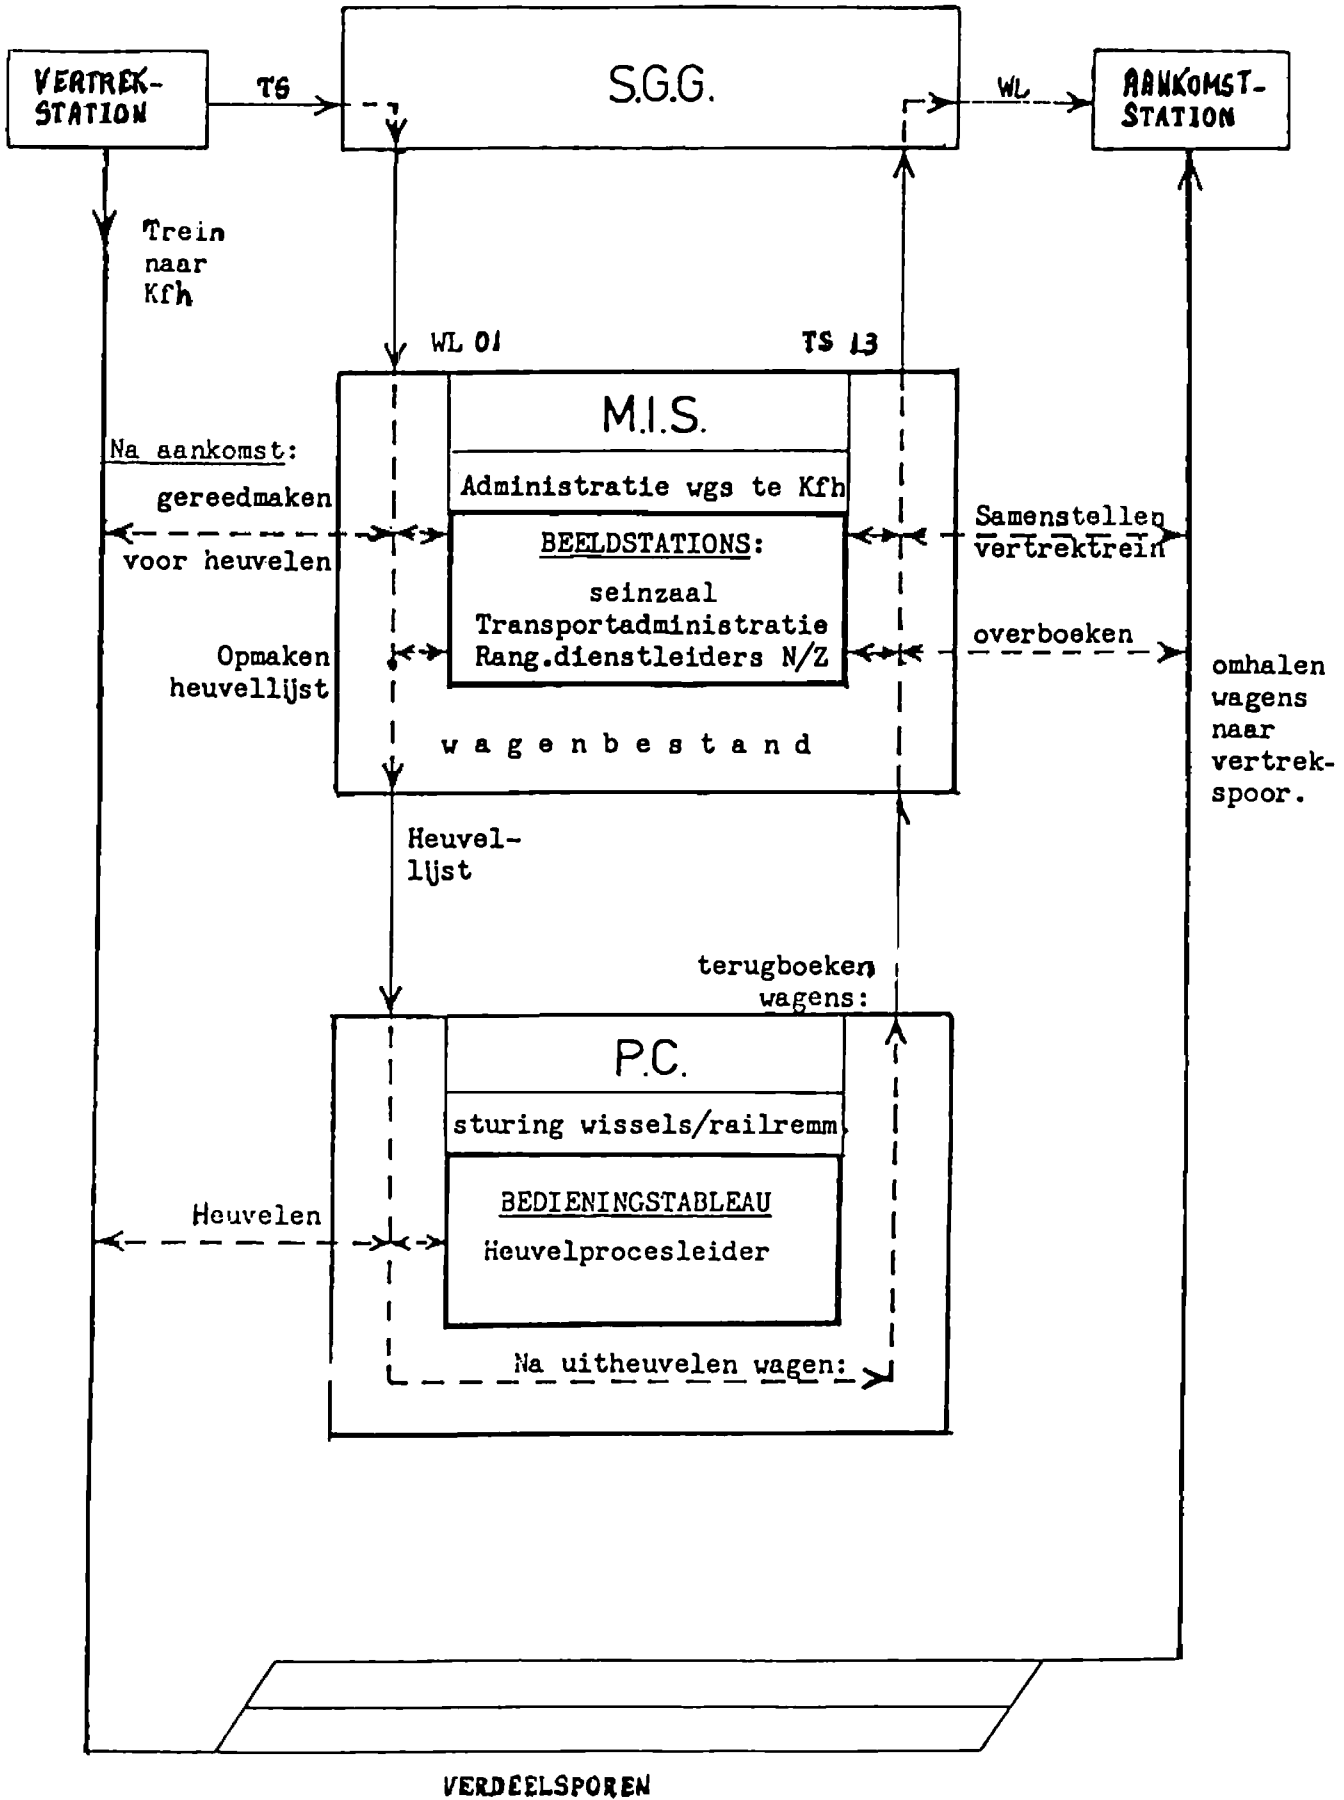 VERTREK-
STATION
TS
S.G.G.
WL
AANKOMST-
STATION
Trein
naar
Kfh
WL 01
TS 13
M.I.S.
Administratie wgs te Kfh
Na aankomst:
gereedmaken
voor heuvelen
BEELDSTATIONS:
seinzaal
Transportadministratie
Rang.dienstleiders N/Z
Samenstellen
vertrektrein
overboeken
Opmaken
heuvellijst
wagenbestand
omhalen
wagens
naar
vertrek-
spoor.
Heuvel-
lijst
terugboeken
wagens:
P.C.
sturing wissels/railremm.
BEDIENINGSTABLEAU
Heuvelprocesleider
Heuvelen
Na uitheuvelen wagen:
VERDEELSPOREN